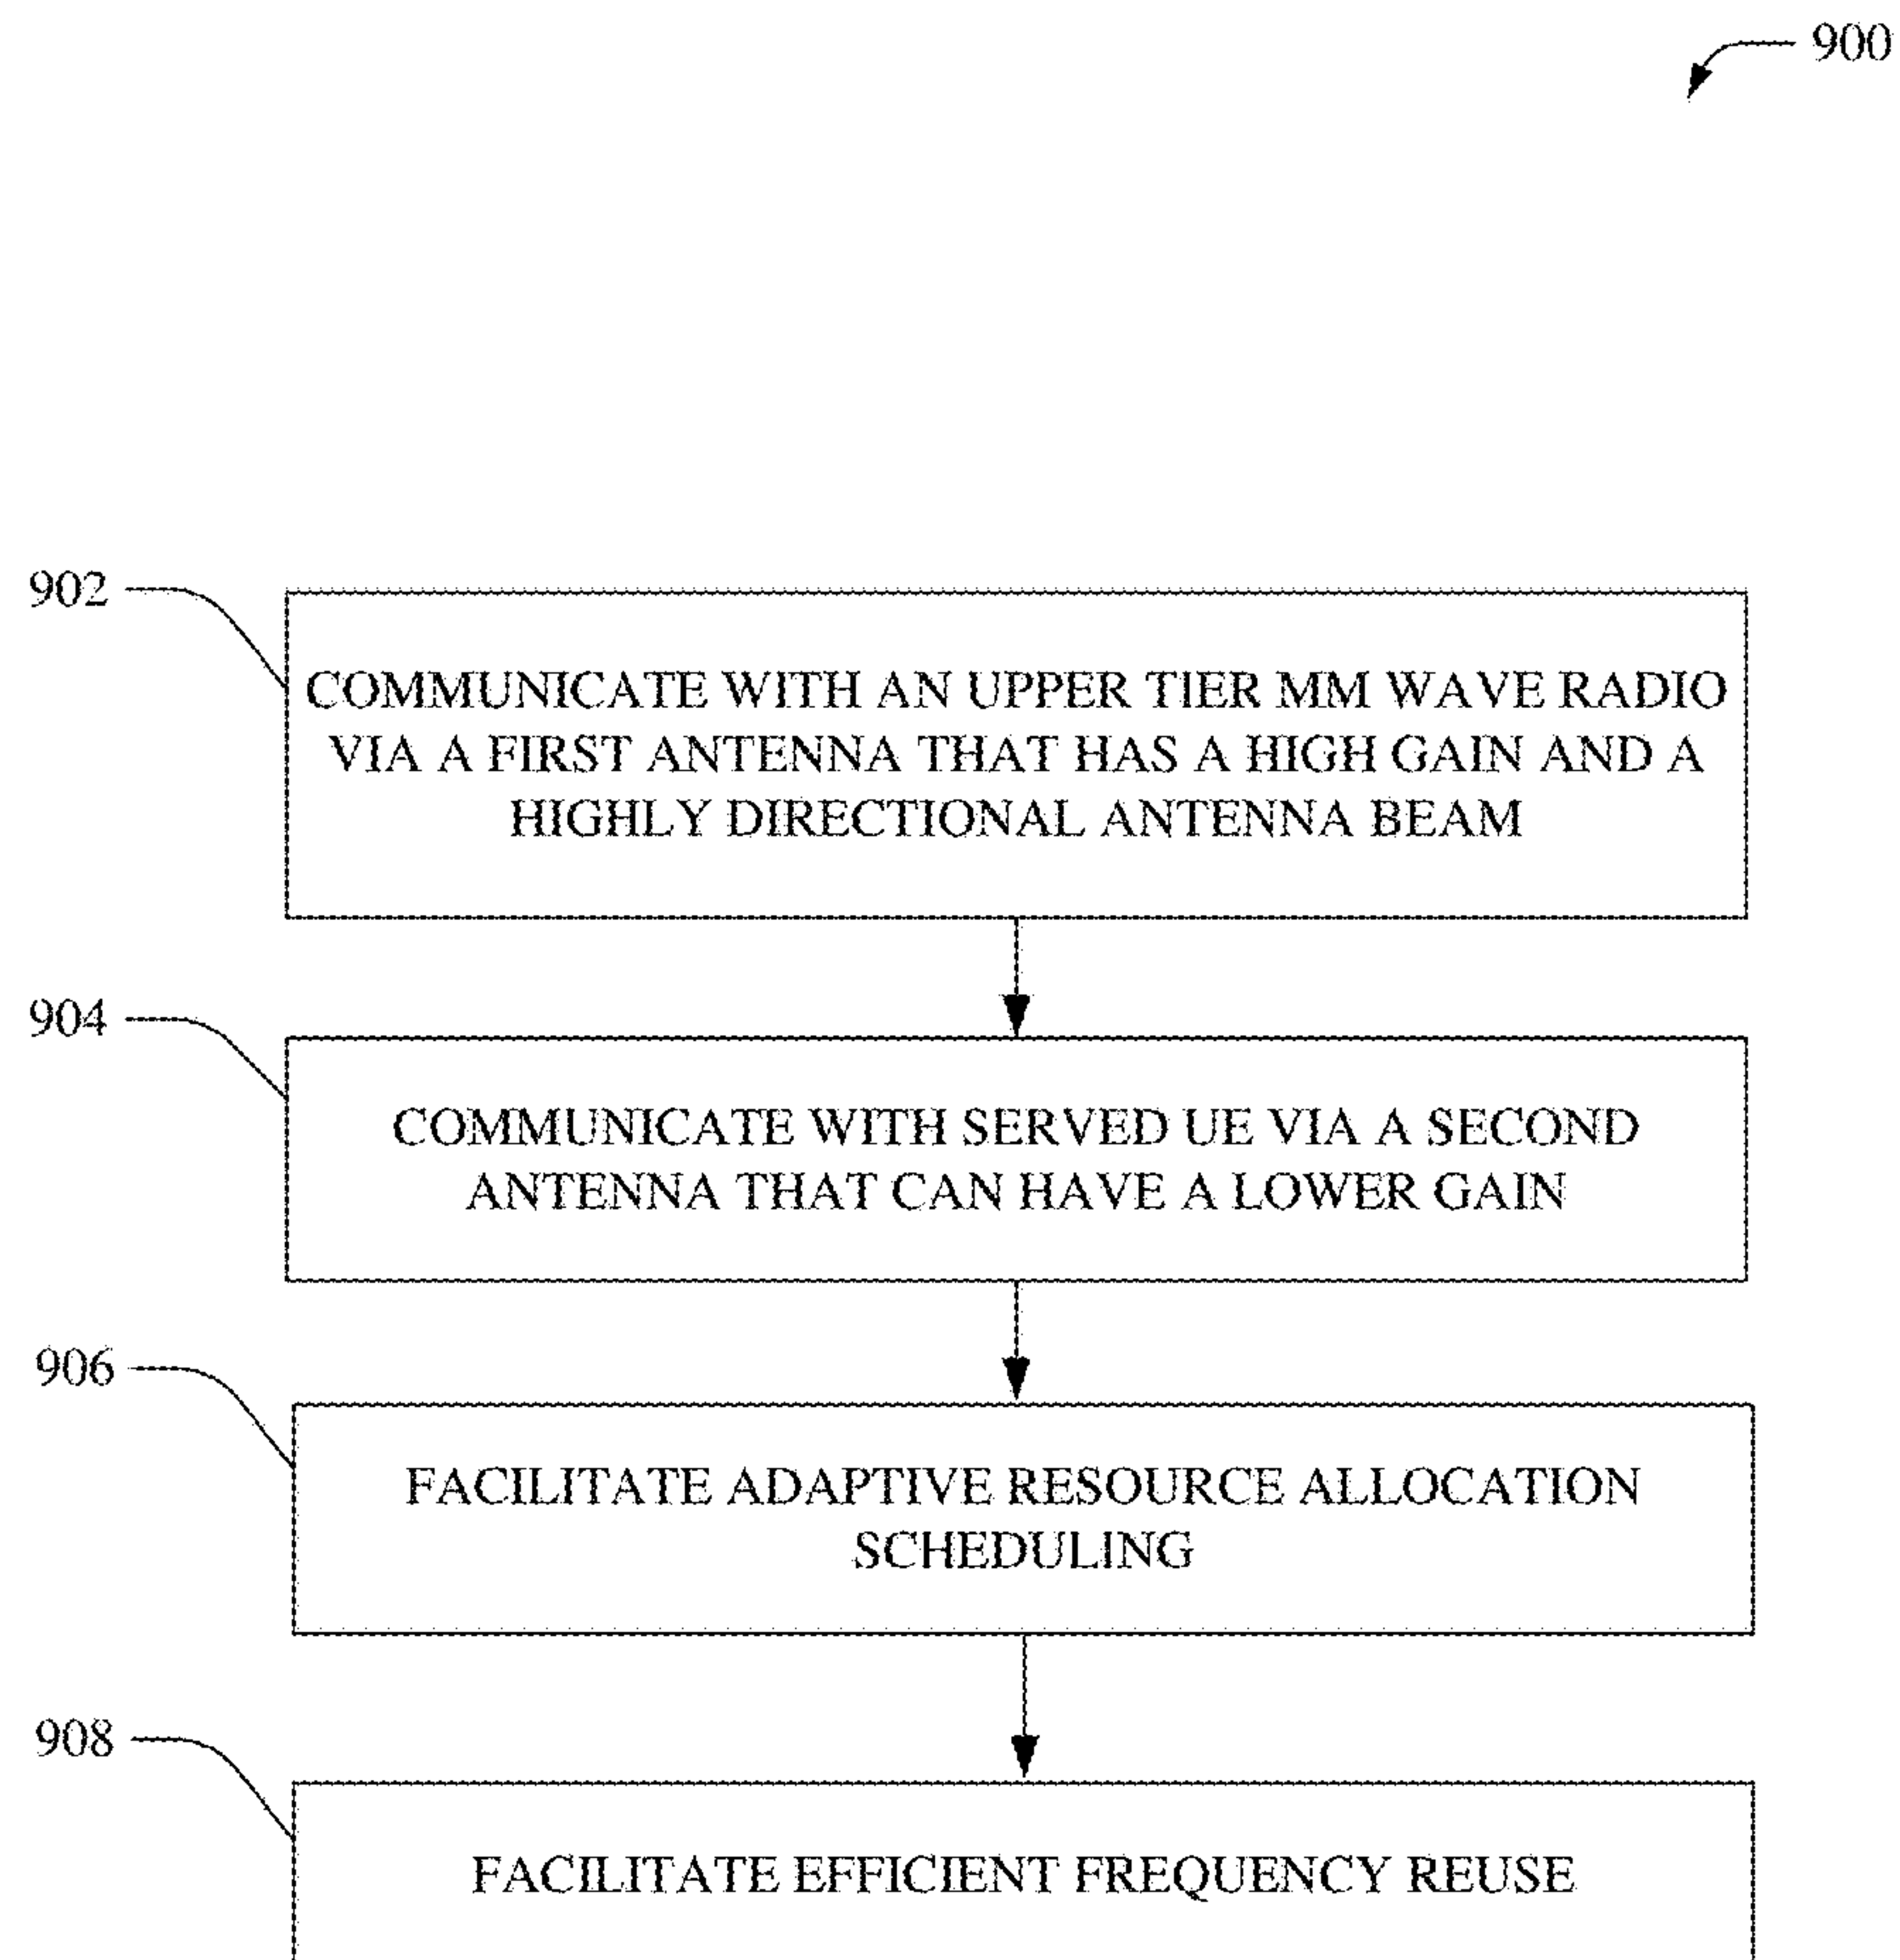 900
902
COMMUNICATE WITH AN UPPER TIER MM WAVE RADIO
VIA A FIRST ANTENNA THAT HAS A HIGH GAIN AND A
HIGHLY DIRECTIONAL ANTENNA BEAM
904
COMMUNICATE WITH SERVED UE VIA A SECOND
ANTENNA THAT CAN HAVE A LOWER GAIN
906
FACILITATE ADAPTIVE RESOURCE ALLOCATION
SCHEDULING
908
FACILITATE EFFICIENT FREQUENCY REUSE